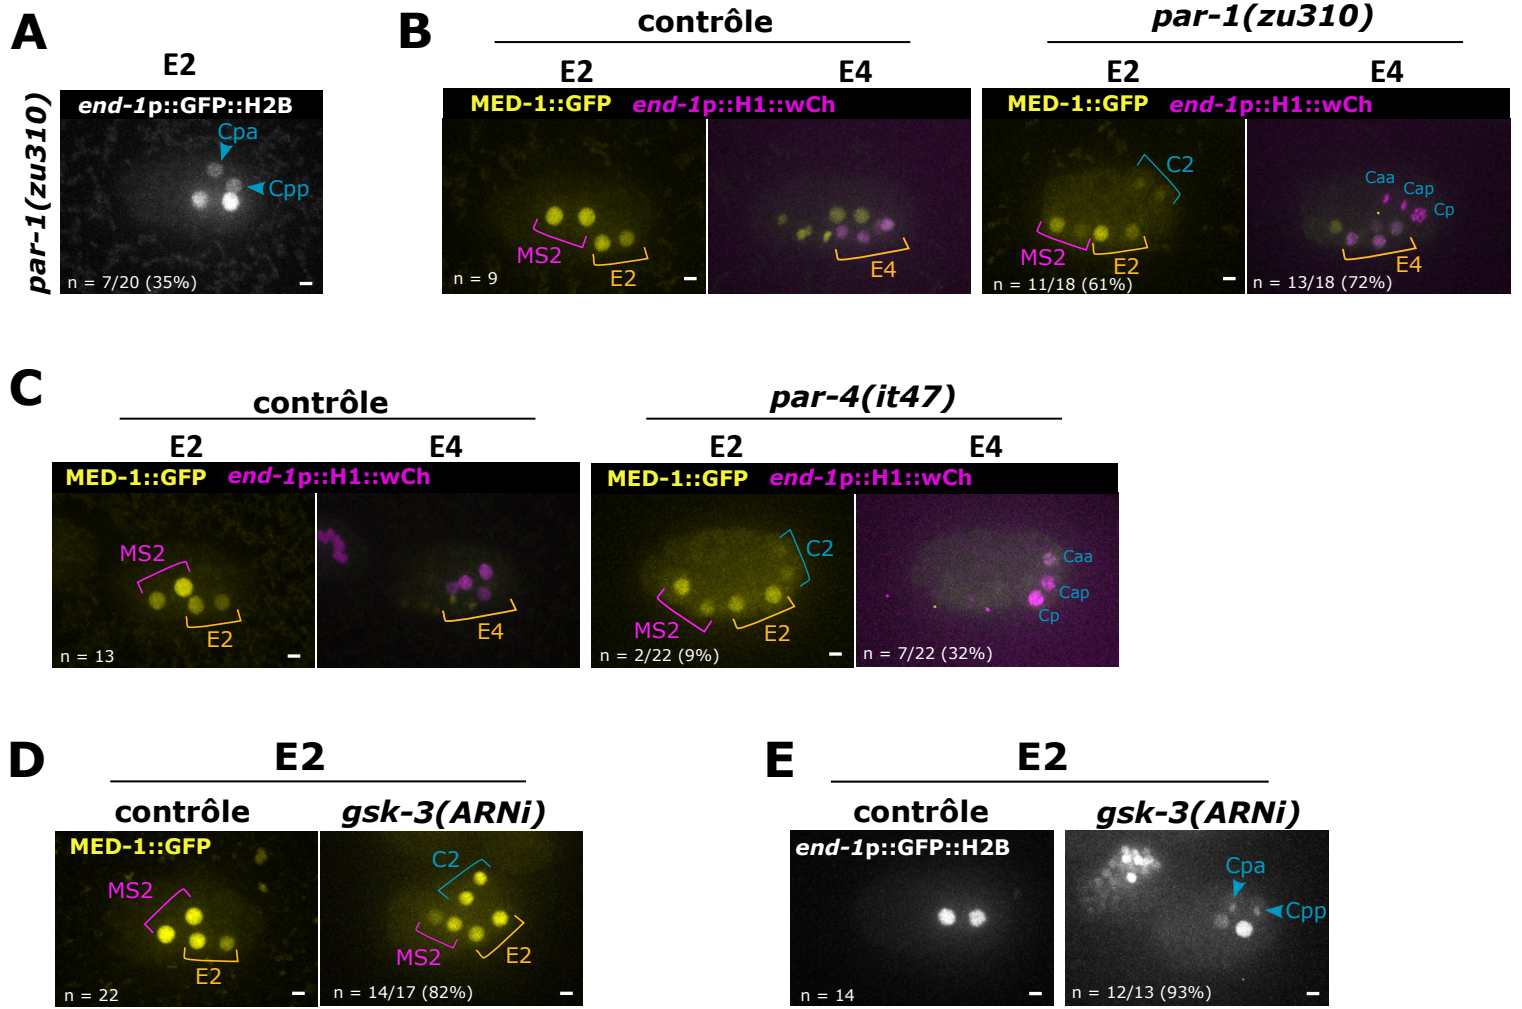 A
E2
par-1(zu310)
end-1p::GFP::H2B
Cpa
Cpp
n = 7/20 (35%)
B
contrôle
par-1(zu310)
E2
E4
E2
E4
MED-1::GFP end-1p::H1::wCh
MED-1::GFP end-1p::H1::wCh
MS2
E2
n = 9
E4
C2
MS2
E2
n = 11/18 (61%)
Caa
Cap
Cp
E4
n = 13/18 (72%)
C
contrôle
par-4(it47)
E2
E4
E2
E4
MED-1::GFP end-1p::H1::wCh
MED-1::GFP end-1p::H1::wCh
MS2
E2
n = 13
E4
C2
MS2
E2
n = 2/22 (9%)
Caa
Cap
Cp
n = 7/22 (32%)
D
E2
contrôle
gsk-3(ARNi)
MED-1::GFP
MS2
E2
n = 22
C2
MS2
E2
n = 14/17 (82%)
E
E2
contrôle
gsk-3(ARNi)
end-1p::GFP::H2B
n = 14
Cpa
Cpp
n = 12/13 (93%)